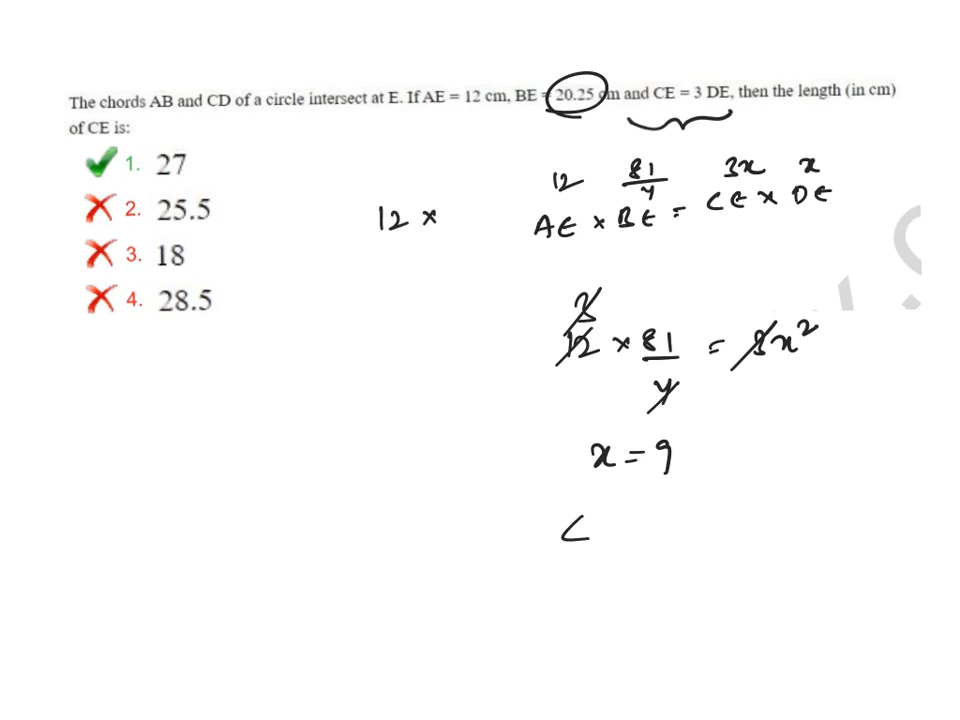 The chords AB and CD of a circle intersect at E. If AE = 12 cm, BE = 20.25 cm and CE = 3 DE, then the length (in cm)
of CE is:
1. 27
2. 25.5
3. 18
4. 28.5
12 ×
12 81/4 3x x
AE × BE = CE × DE
3
12 × 81/4 = 3x²
x = 9